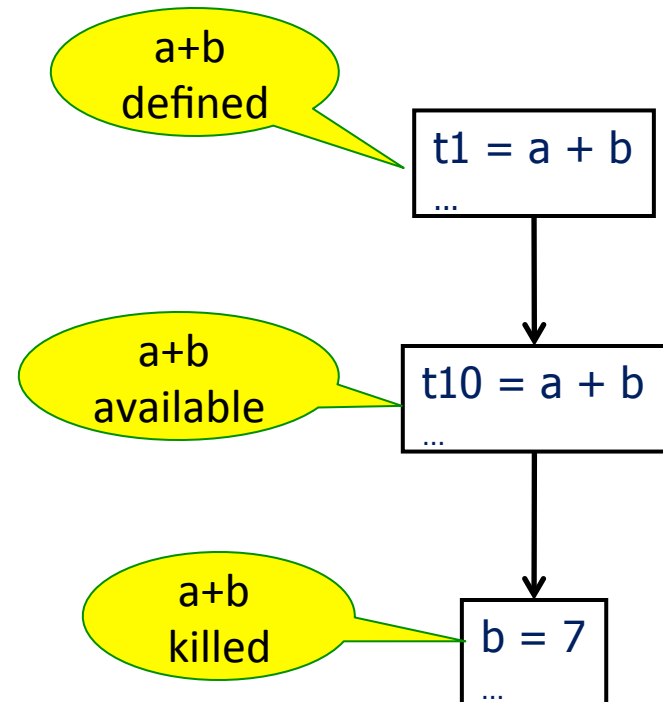 a+b
defined
t1 = a + b
...
a+b
available
t10 = a + b
...
a+b
killed
b = 7
...